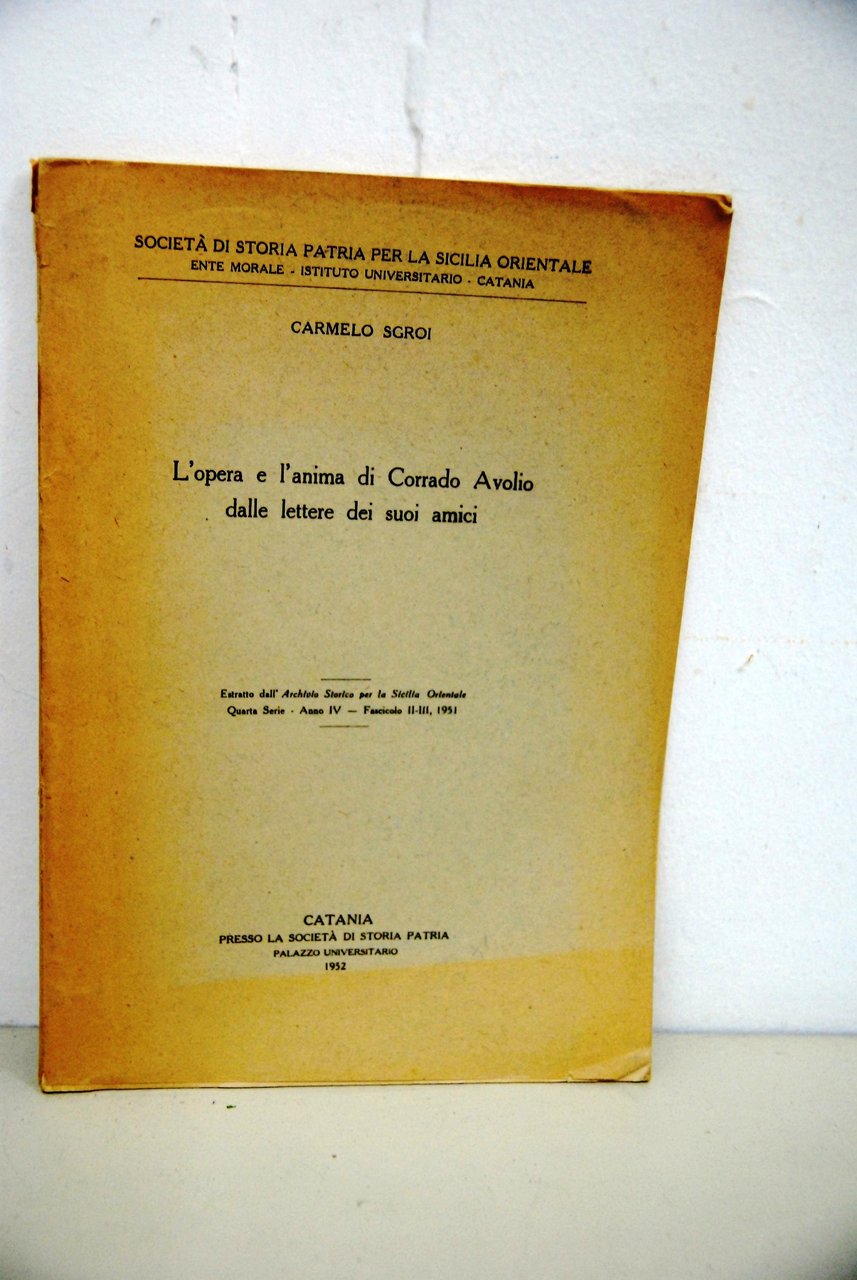 SOCIETÀ DI STORIA PATRIA PER LA SICILIA ORIENTALE
ENTE MORALE - ISTITUTO UNIVERSITARIO - CATANIA
CARMELO SGROI
L'opera e l'anima di Corrado Avolio
dalle lettere dei suoi amici
Estratto dall' Archivio Storico per la Sicilia Orientale
Quarta Serie - Anno IV — Fascicolo II-III, 1951
CATANIA
PRESSO LA SOCIETÀ DI STORIA PATRIA
PALAZZO UNIVERSITARIO
1952